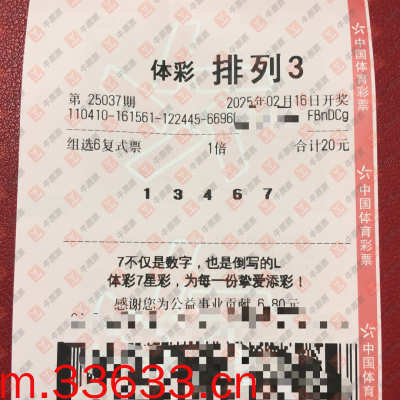 体彩 排列3
第 25037期 2025年02月16日开奖
110410-161561-122445-6696 FBnDCg
组选6复式票 1倍 合计20元
1 3 4 6 7
7不仅是数字，也是倒写的L
体彩7星彩，为每一份挚爱添彩！
感谢您为公益事业贡献 6.80元
中国体育彩票
中国体育彩票
中国体育彩票
m.33633.cn